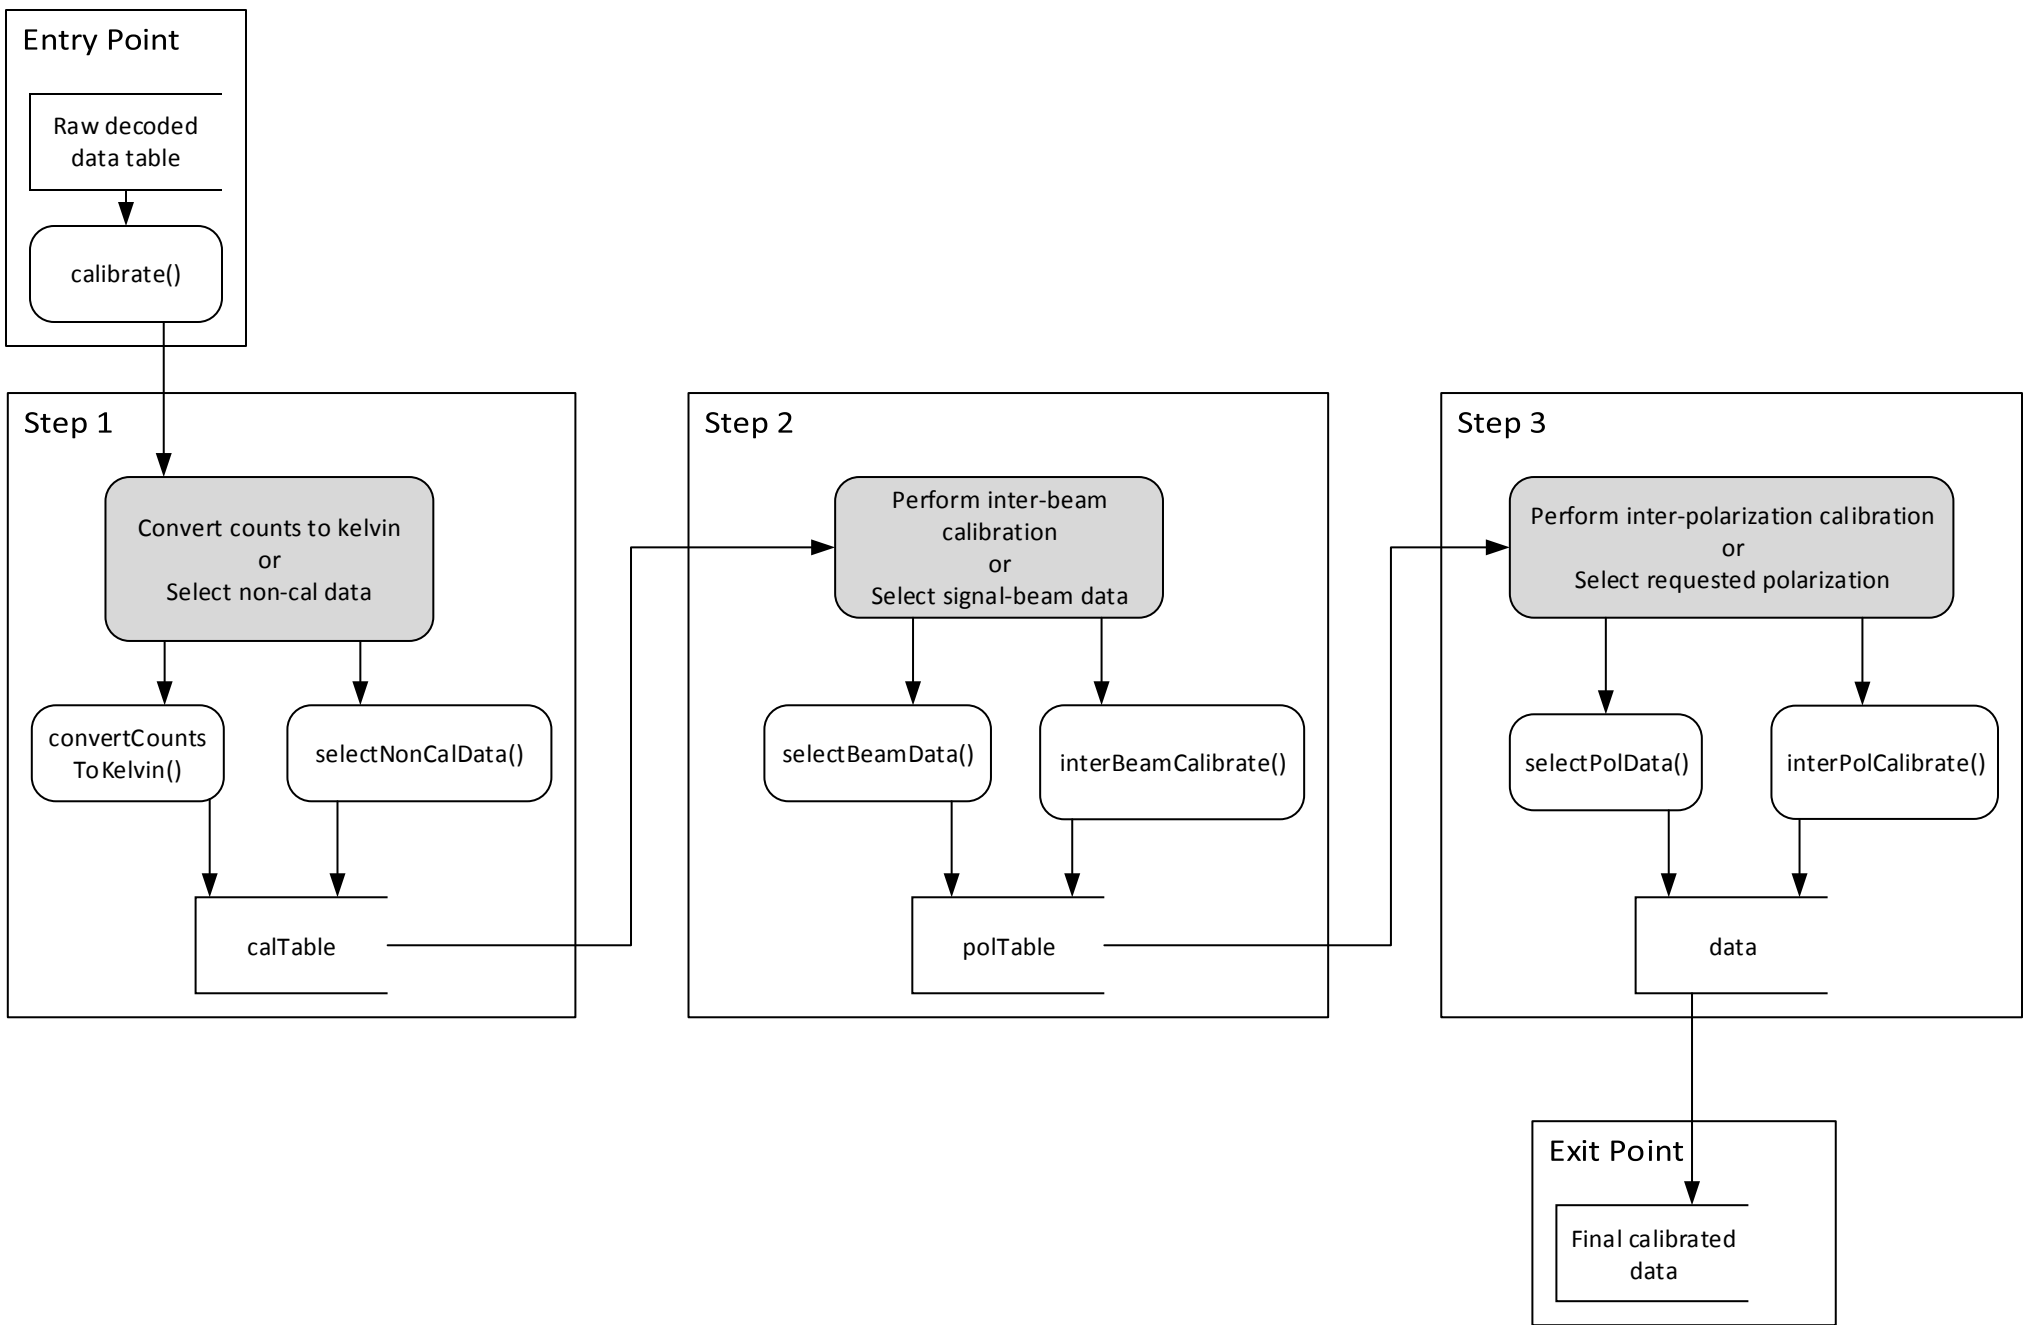 Entry Point
Raw decoded
data table
calibrate()
Step 1
Convert counts to kelvin
or
Select non-cal data
convertCounts
ToKelvin()
selectNonCalData()
calTable
Step 2
Perform inter-beam
calibration
or
Select signal-beam data
selectBeamData()
interBeamCalibrate()
polTable
Step 3
Perform inter-polarization calibration
or
Select requested polarization
selectPolData()
interPolCalibrate()
data
Exit Point
Final calibrated
data